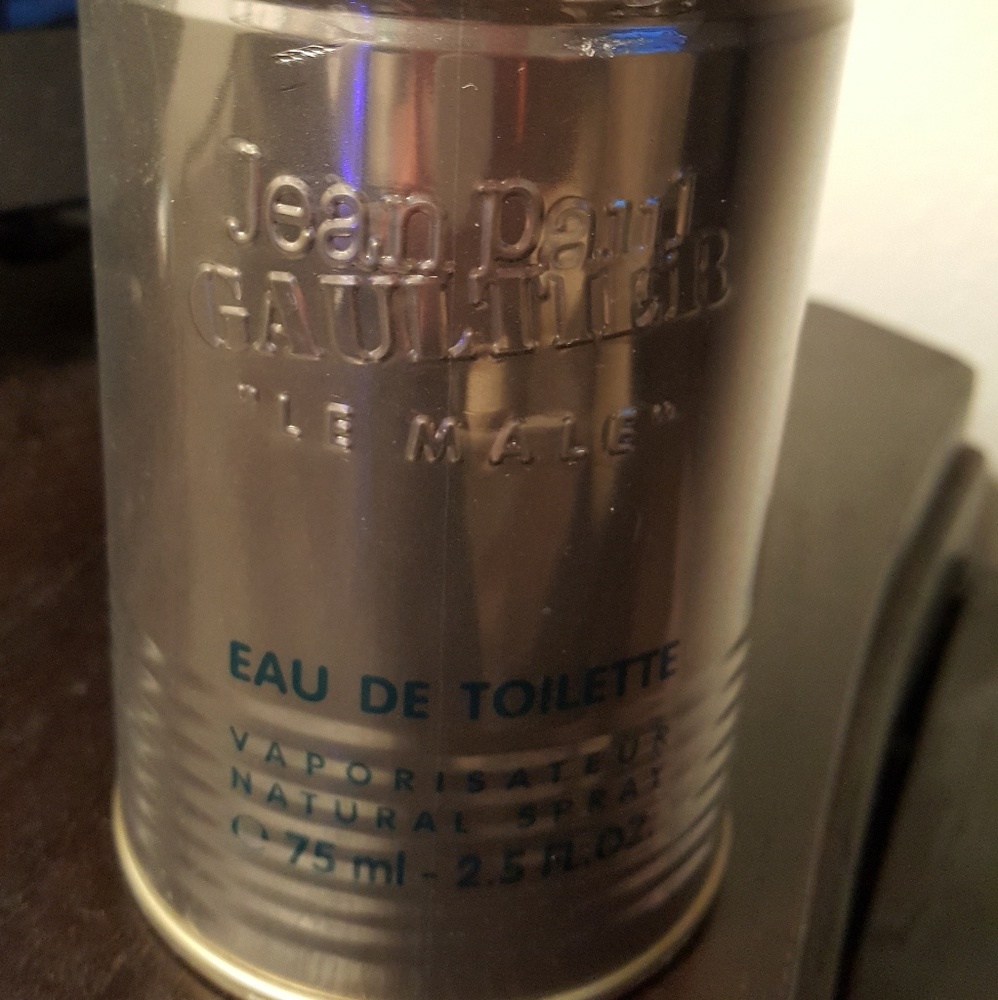 Jean Paul
GAULTIER
"LE MALE"
EAU DE TOILETTE
VAPORISATEUR
NATURAL SPRAY
℮ 75 ml - 2.5 fl.oz.